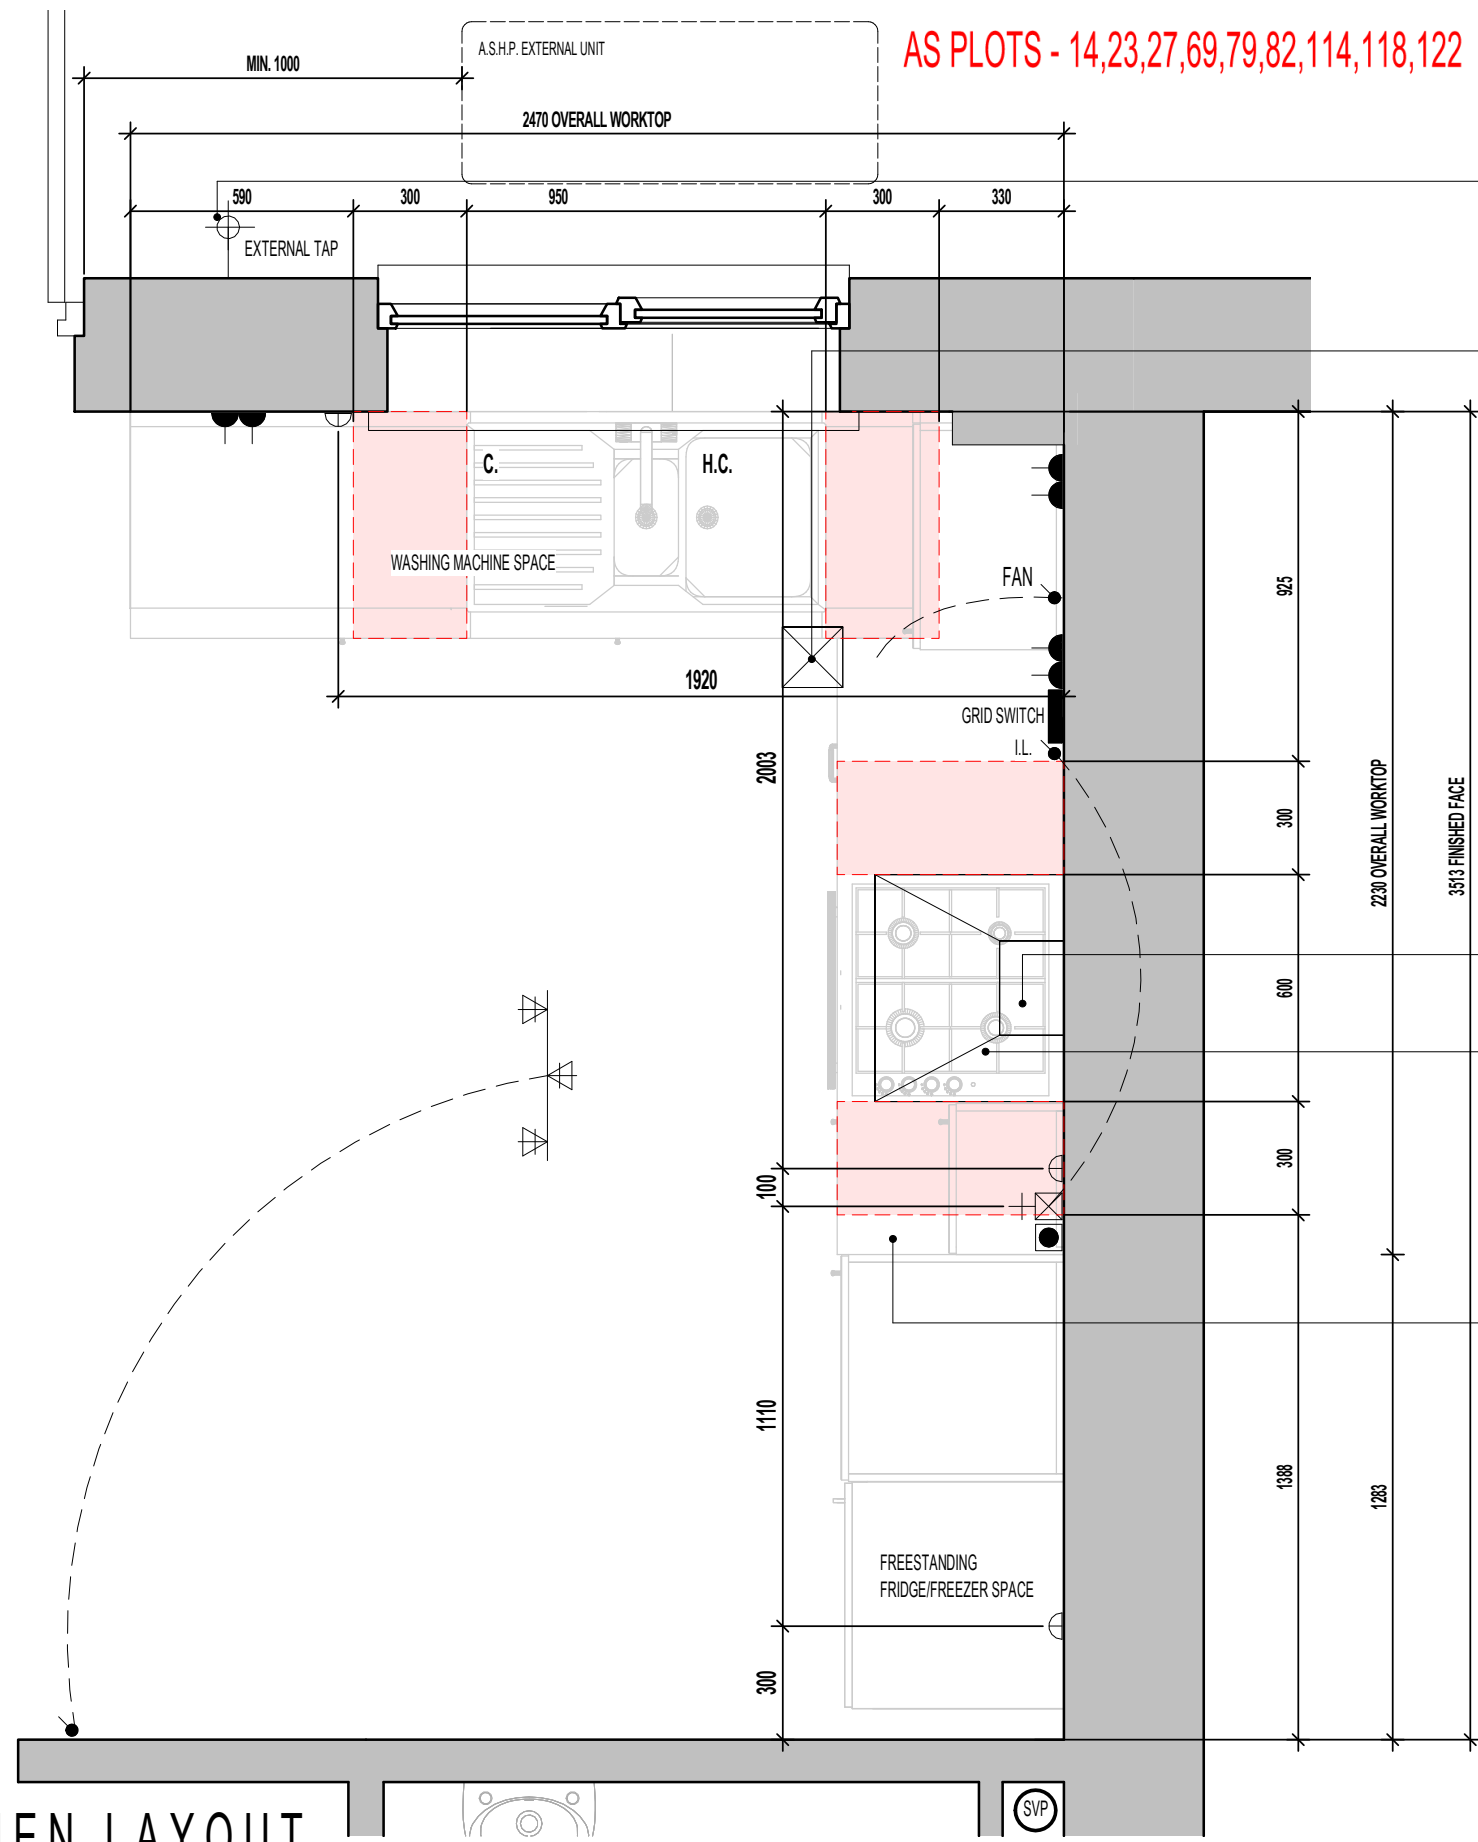 AS PLOTS - 14,23,27,69,79,82,114,118,122
A.S.H.P. EXTERNAL UNIT
MIN. 1000
2470 OVERALL WORKTOP
590
300
950
300
330
EXTERNAL TAP
C.
H.C.
WASHING MACHINE SPACE
FAN
925
1920
GRID SWITCH
I.L.
2003
300
2230 OVERALL WORKTOP
3513 FINISHED FACE
600
300
100
1110
1388
1283
FREESTANDING
FRIDGE/FREEZER SPACE
300
SVP
EN LAYOUT